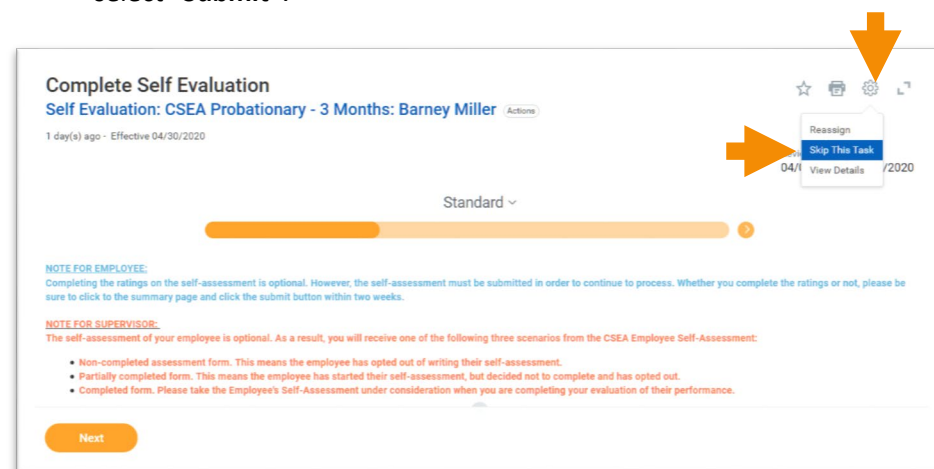 Complete Self Evaluation
Self Evaluation: CSEA Probationary - 3 Months: Barney Miller Actions
1 day(s) ago - Effective 04/30/2020
Reassign
Skip This Task
View Details
/2020
Standard
NOTE FOR EMPLOYEE:
Completing the ratings on the self-assessment is optional. However, the self-assessment must be submitted in order to continue to process. Whether you complete the ratings or not, please be
sure to click to the summary page and click the submit button within two weeks.
NOTE FOR SUPERVISOR:
The self-assessment of your employee is optional. As a result, you will receive one of the following three scenarios from the CSEA Employee Self-Assessment:
• Non-completed assessment form. This means the employee has opted out of writing their self-assessment.
• Partially completed form. This means the employee has started their self-assessment, but decided not to complete and has opted out.
• Completed form. Please take the Employee's Self-Assessment under consideration when you are completing your evaluation of their performance.
Next